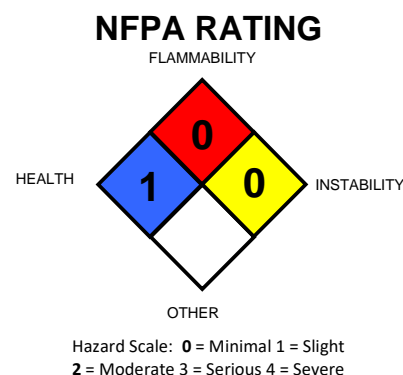 NFPA RATING
FLAMMABILITY
0
HEALTH 1 0 INSTABILITY
OTHER
Hazard Scale: 0 = Minimal 1 = Slight
2 = Moderate 3 = Serious 4 = Severe